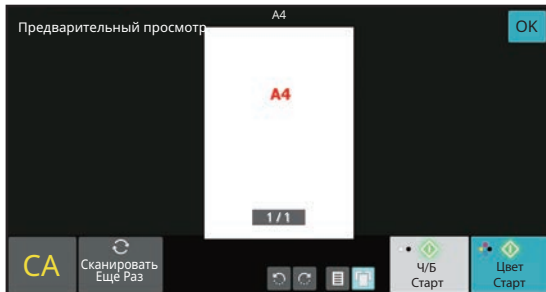 A4
Предварительный просмотр
OK
A4
1 / 1
CA
Сканировать
Еще Раз
Ч/Б
Старт
Цвет
Старт